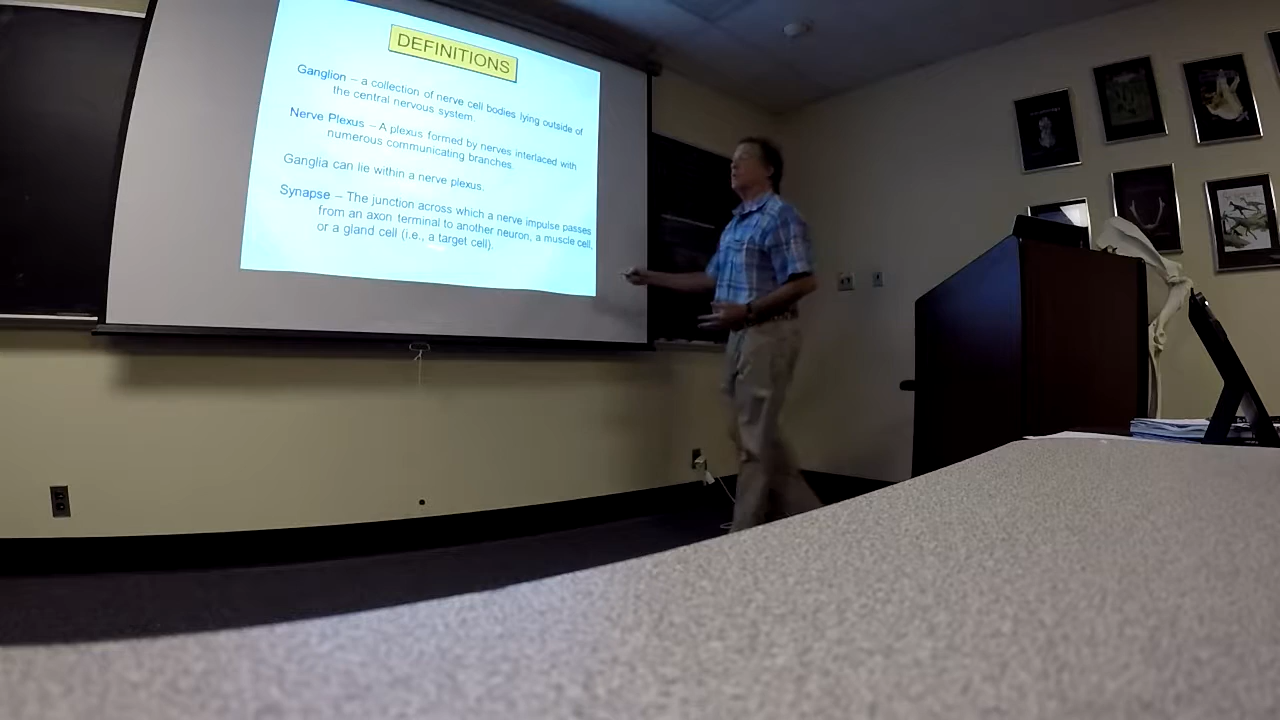 DEFINITIONS
Ganglion – a collection of nerve cell bodies lying outside of
the central nervous system.
Nerve Plexus – A plexus formed by nerves interlaced with
numerous communicating branches.
Ganglia can lie within a nerve plexus.
Synapse – The junction across which a nerve impulse passes
from an axon terminal to another neuron, a muscle cell,
or a gland cell (i.e., a target cell).